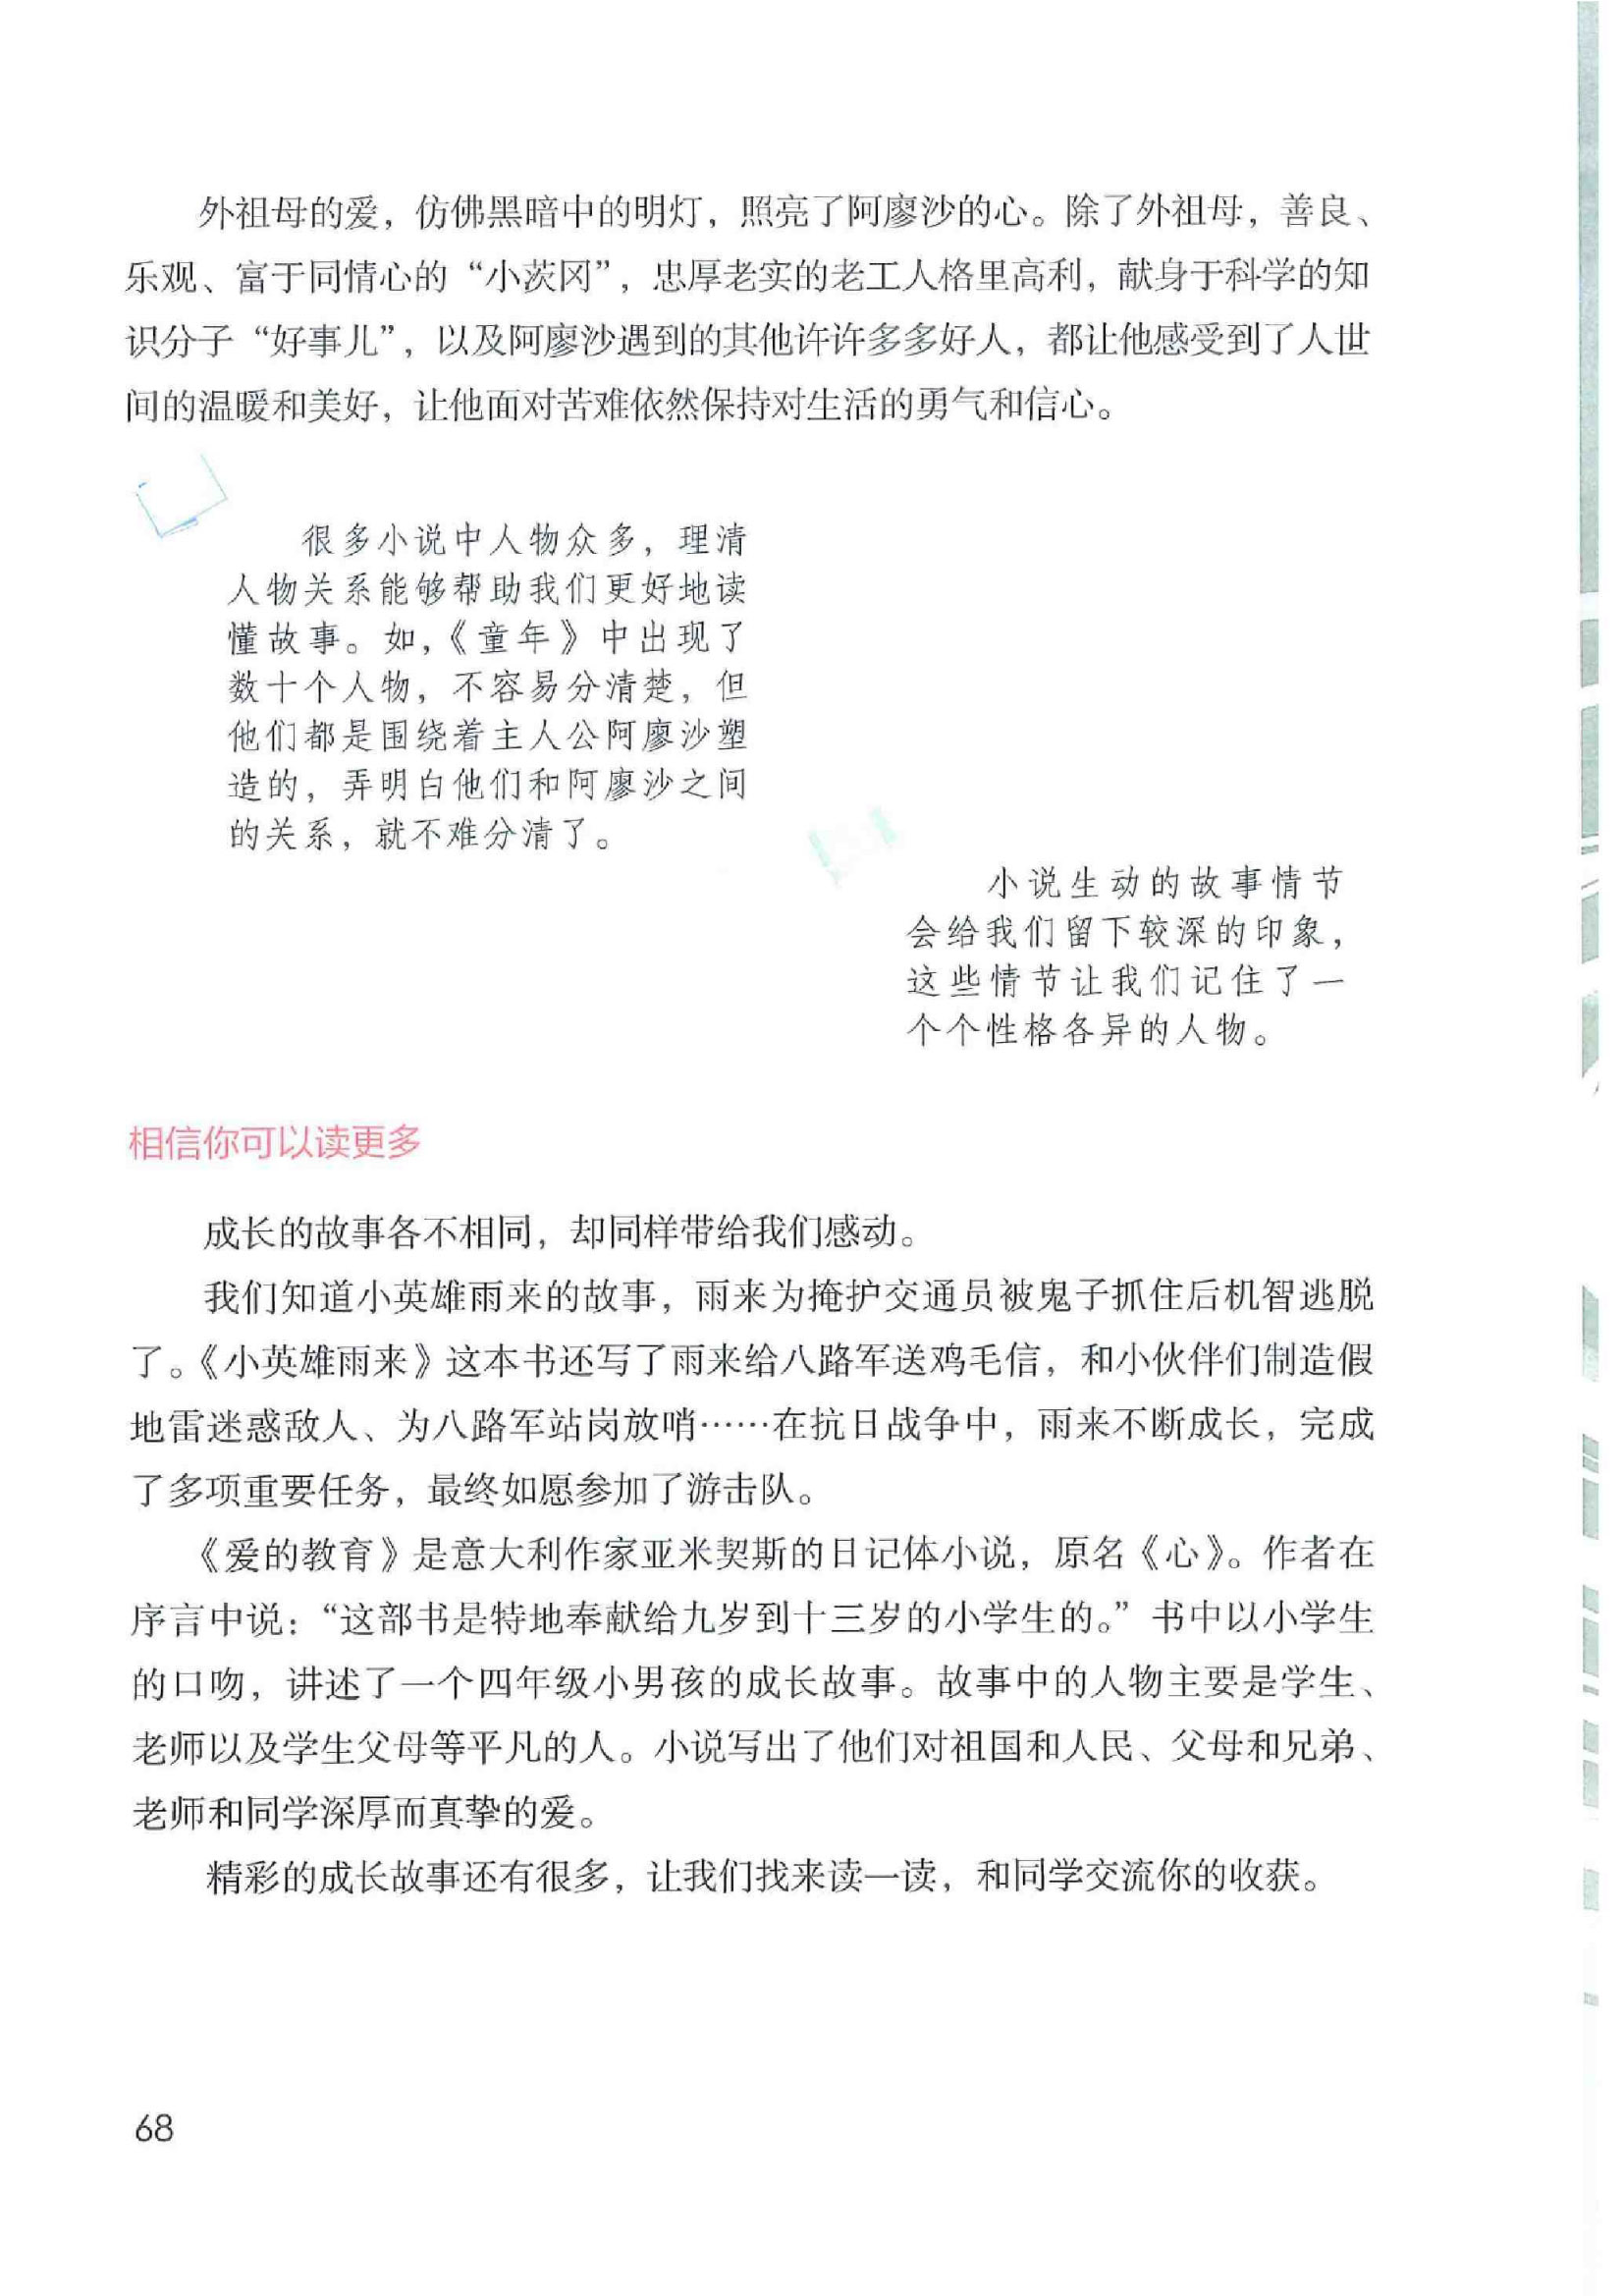 外祖母的爱，仿佛黑暗中的明灯，照亮了阿廖沙的心。除了外祖母，善良、
乐观、富于同情心的“小茨冈”，忠厚老实的老工人格里高利，献身于科学的知
识分子“好事儿”，以及阿廖沙遇到的其他许许多多好人，都让他感受到了人世
间的温暖和美好，让他面对苦难依然保持对生活的勇气和信心。
很多小说中人物众多，理清
人物关系能够帮助我们更好地读
懂故事。如，《童年》中出现了
数十个人物，不容易分清楚，但
他们都是围绕着主人公阿廖沙塑
造的，弄明白他们和阿廖沙之间
的关系，就不难分清了。
小说生动的故事情节
会给我们留下较深的印象，
这些情节让我们记住了一
个个性格各异的人物。
相信你可以读更多
成长的故事各不相同，却同样带给我们感动。
我们知道小英雄雨来的故事，雨来为掩护交通员被鬼子抓住后机智逃脱
了。《小英雄雨来》这本书还写了雨来给八路军送鸡毛信，和小伙伴们制造假
地雷迷惑敌人、为八路军站岗放哨……在抗日战争中，雨来不断成长，完成
了多项重要任务，最终如愿参加了游击队。
《爱的教育》是意大利作家亚米契斯的日记体小说，原名《心》。作者在
序言中说：“这部书是特地奉献给九岁到十三岁的小学生的。”书中以小学生
的口吻，讲述了一个四年级小男孩的成长故事。故事中的人物主要是学生、
老师以及学生父母等平凡的人。小说写出了他们对祖国和人民、父母和兄弟、
老师和同学深厚而真挚的爱。
精彩的成长故事还有很多，让我们找来读一读，和同学交流你的收获。
68